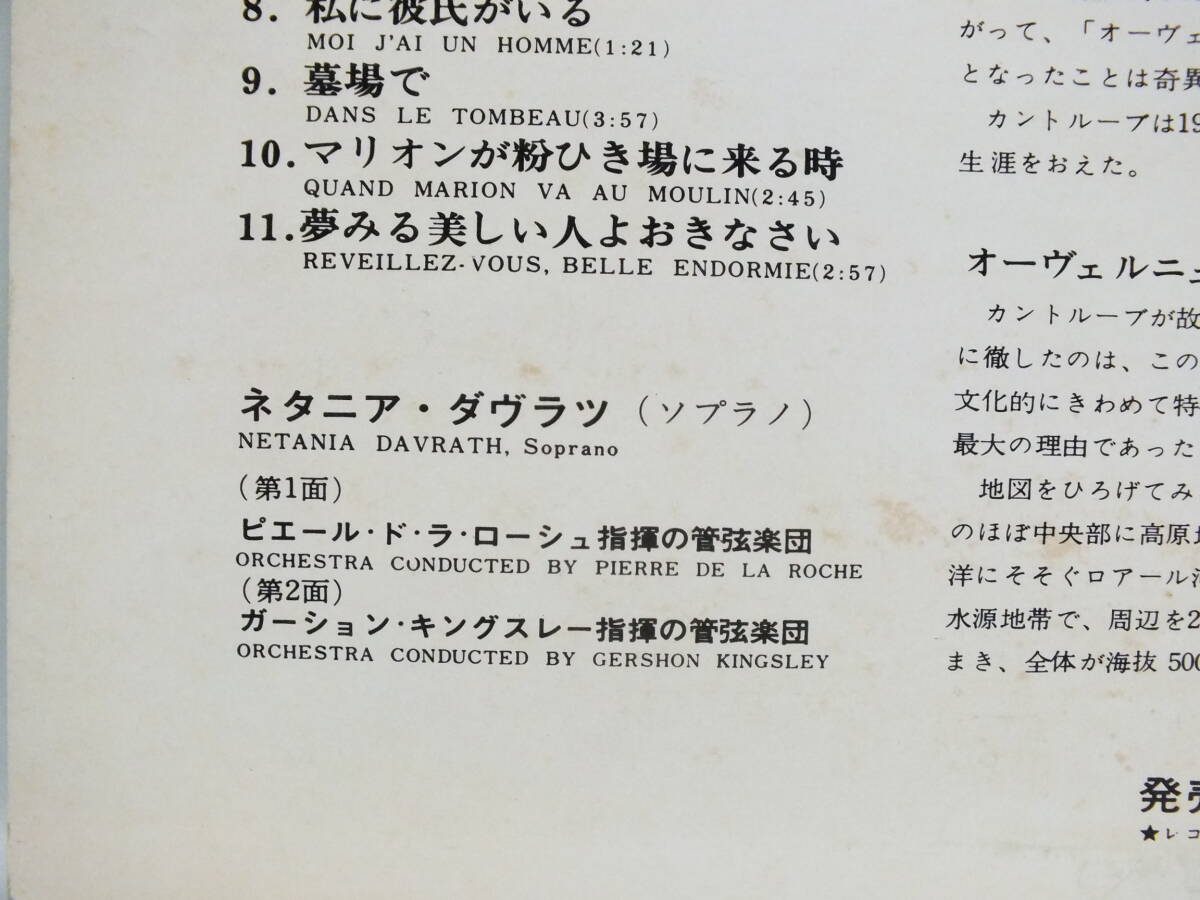 8. 私に彼氏がいる
MOI J'AI UN HOMME(1:21)
9. 墓場で
DANS LE TOMBEAU(3:57)
10.マリオンが粉ひき場に来る時
QUAND MARION VA AU MOULIN(2:45)
11.夢みる美しい人よおきなさい
REVEILLEZ-VOUS, BELLE ENDORMIE(2:57)
ネタニア・ダヴラツ(ソプラノ)
NETANIA DAVRATH, Soprano
(第1面)
ピエール・ド・ラ・ローシュ指揮の管弦楽団
ORCHESTRA CONDUCTED BY PIERRE DE LA ROCHE
(第2面)
ガーション・キングスレー指揮の管弦楽団
ORCHESTRA CONDUCTED BY GERSHON KINGSLEY
がって、「オーヴェ
となったことは奇異
カントルーブは19
生涯をおえた。
オーヴェルニュ
カントルーブが故
に徹したのは、この
文化的にきわめて特
最大の理由であった
地図をひろげてみ
のほぼ中央部に高原地
洋にそそぐロアール河
水源地帯で、周辺を2
まき、全体が海抜 500
発売
★レコ